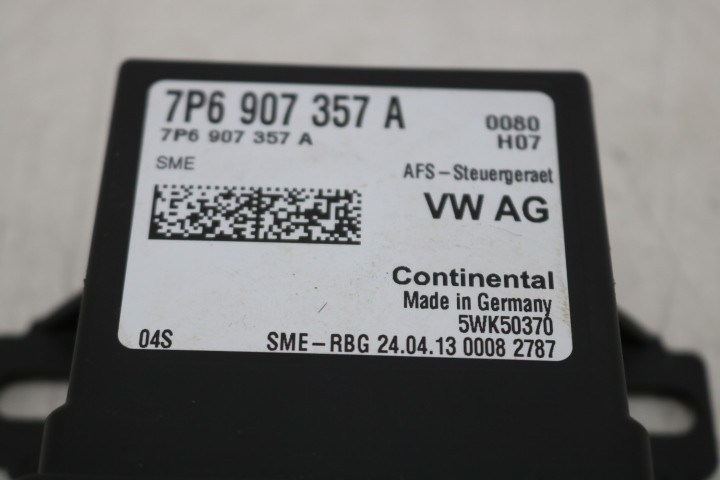 7P6 907 357 A
7P6 907 357 A
0080
H07
SME
AFS-Steuergeraet
VW AG
Continental
Made in Germany
5WK50370
04S
SME-RBG 24.04.13 0008 2787